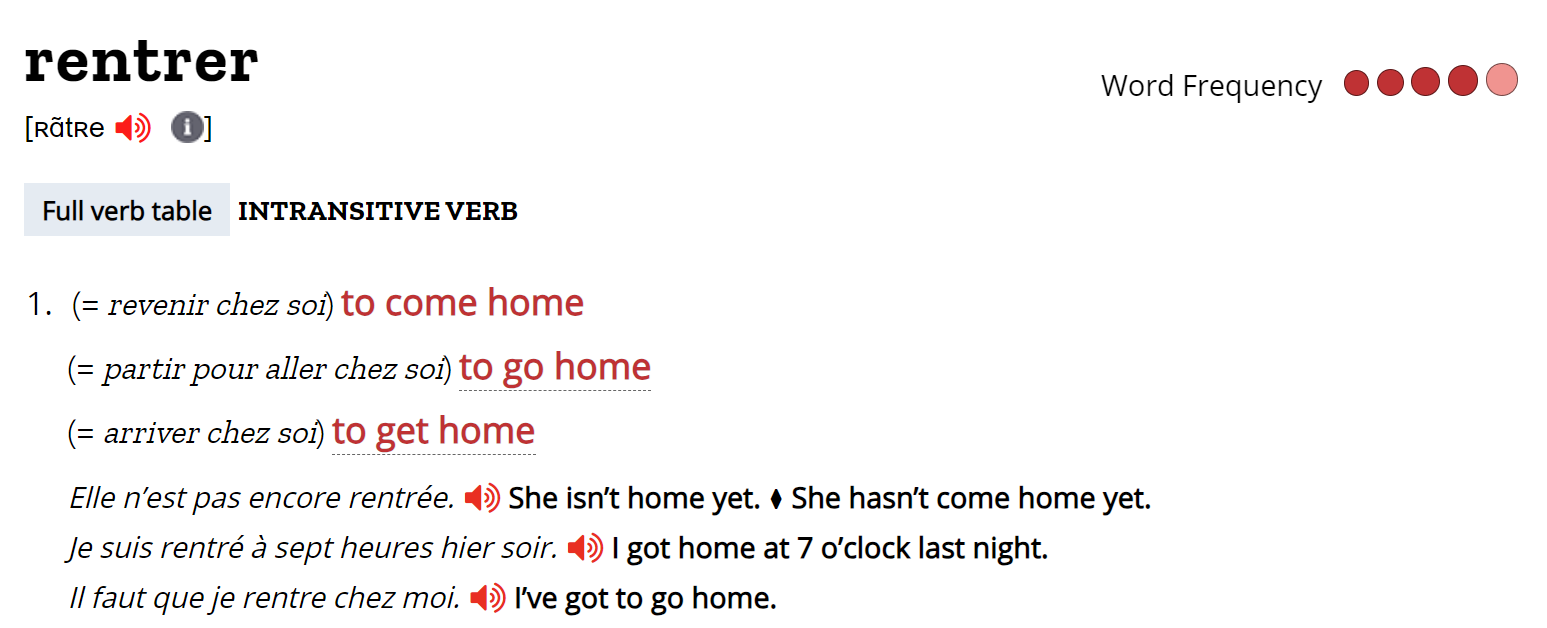 rentrer
Word Frequency
[ʀɑ̃tʀe i]
Full verb table INTRANSITIVE VERB
1. (= revenir chez soi) to come home
(= partir pour aller chez soi) to go home
(= arriver chez soi) to get home
Elle n’est pas encore rentrée. She isn’t home yet. ⧫ She hasn’t come home yet.
Je suis rentré à sept heures hier soir. I got home at 7 o’clock last night.
Il faut que je rentre chez moi. I’ve got to go home.